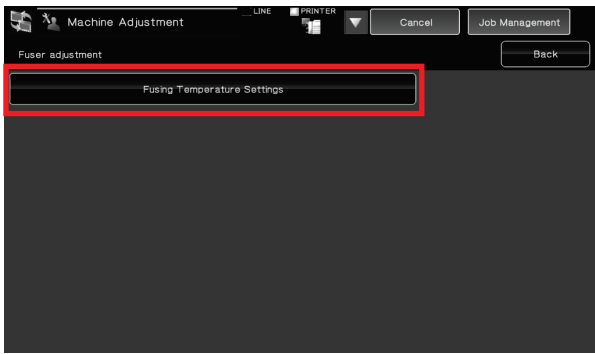 LINE PRINTER
Machine Adjustment Cancel Job Management
Fuser adjustment Back
Fusing Temperature Settings